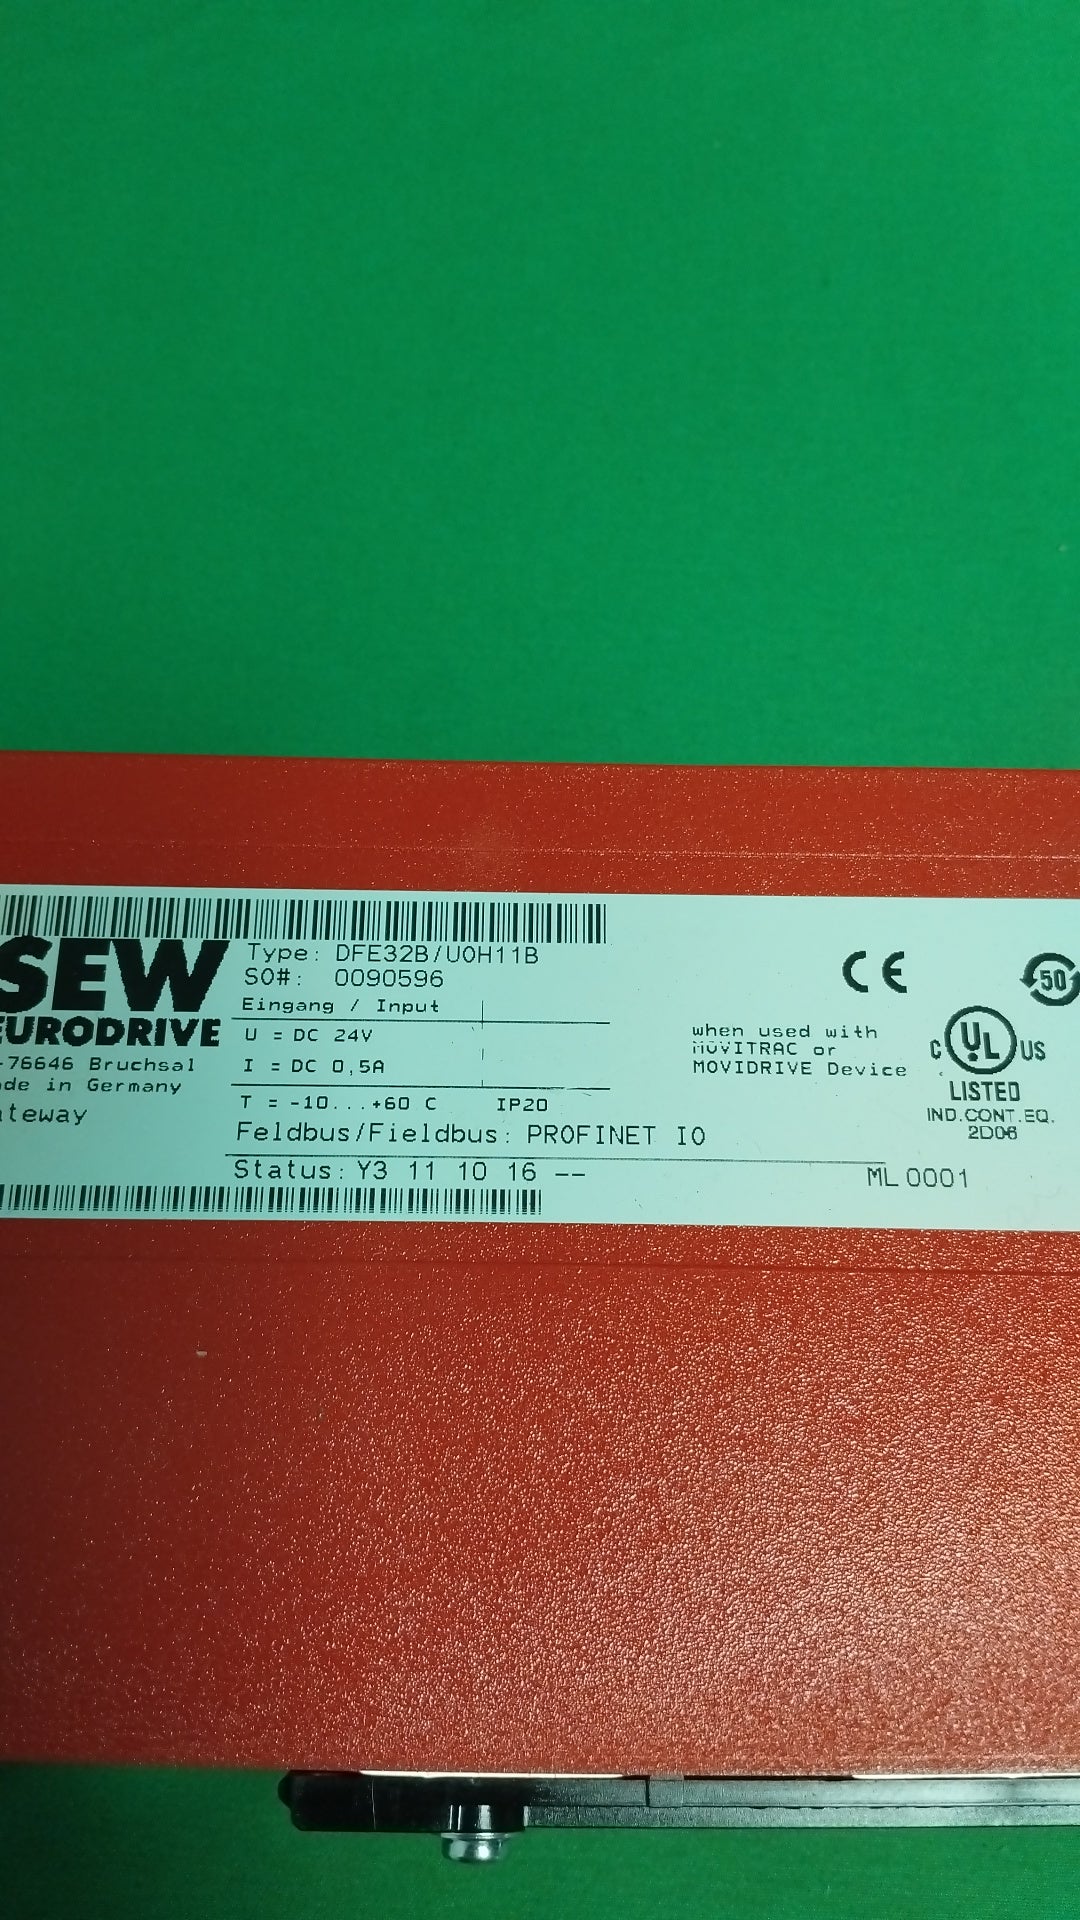 SEW
EURODRIVE
-76646 Bruchsal
de in Germany
teway
Type: DFE32B/UOH11B
SO#: 0090596
Eingang / Input
U = DC 24V
I = DC 0,5A
T = -10...+60 C IP20
Feldbus/Fieldbus: PROFINET IO
Status: Y3 11 10 16 --
when used with
MOVITRAC or
MOVIDRIVE Device
CE
50
C UL US
LISTED
IND.CONT.EQ.
2D06
ML 0001